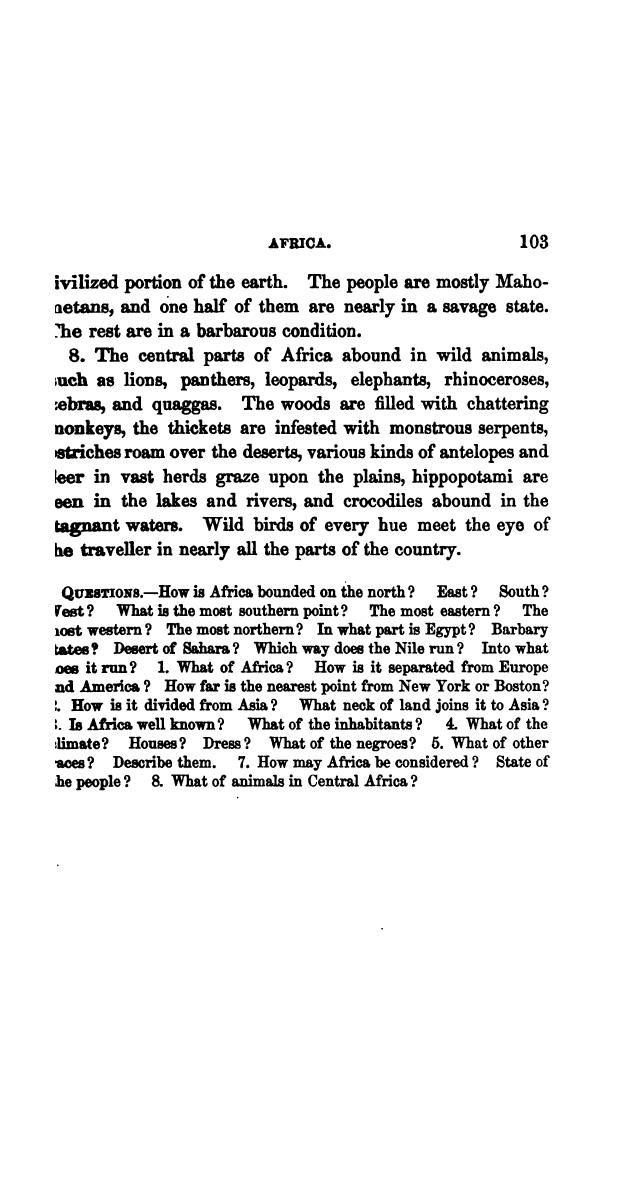 AFRICA. 103
ivilized portion of the earth. The people are mostly Maho-
netans, and one half of them are nearly in a savage state.
The rest are in a barbarous condition.
8. The central parts of Africa abound in wild animals,
such as lions, panthers, leopards, elephants, rhinoceroses,
zebras, and quaggas. The woods are filled with chattering
monkeys, the thickets are infested with monstrous serpents,
ostriches roam over the deserts, various kinds of antelopes and
deer in vast herds graze upon the plains, hippopotami are
een in the lakes and rivers, and crocodiles abound in the
tagnant waters. Wild birds of every hue meet the eye of
he traveller in nearly all the parts of the country.
QUESTIONS.—How is Africa bounded on the north? East? South?
West? What is the most southern point? The most eastern? The
most western? The most northern? In what part is Egypt? Barbary
tates? Desert of Sahara? Which way does the Nile run? Into what
oes it run? 1. What of Africa? How is it separated from Europe
nd America? How far is the nearest point from New York or Boston?
2. How is it divided from Asia? What neck of land joins it to Asia?
3. Is Africa well known? What of the inhabitants? 4. What of the
climate? Houses? Dress? What of the negroes? 5. What of other
races? Describe them. 7. How may Africa be considered? State of
he people? 8. What of animals in Central Africa?